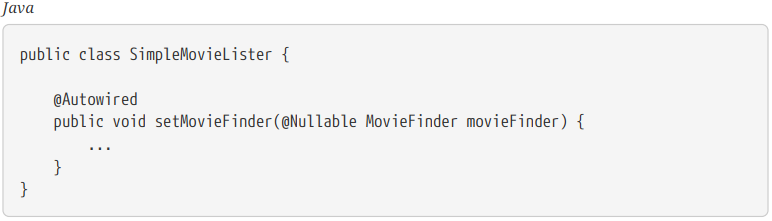 Java
public class SimpleMovieLister {
    @Autowired
    public void setMovieFinder(@Nullable MovieFinder movieFinder) {
        ...
    }
}